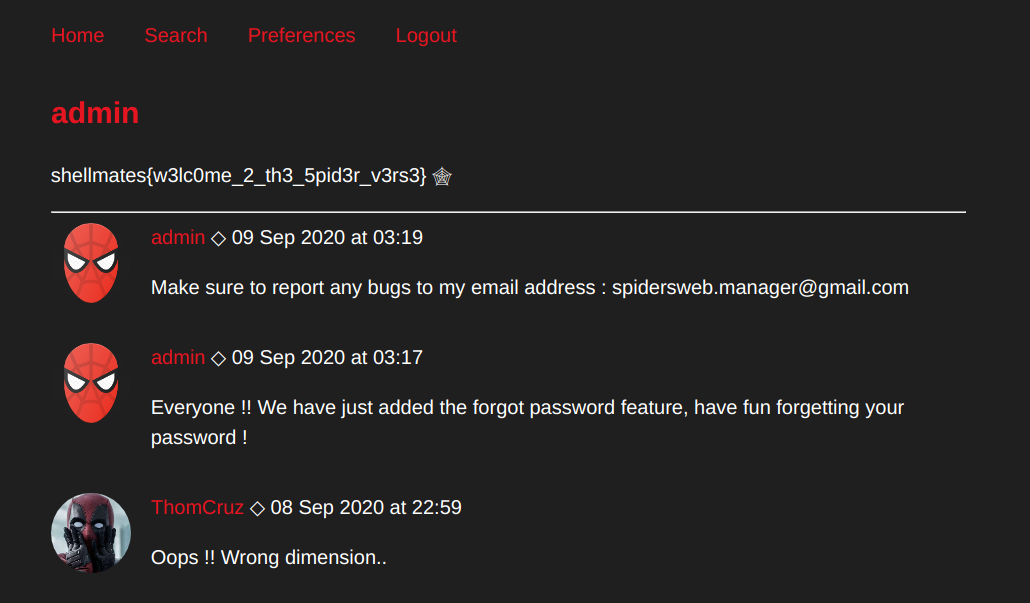 Home Search Preferences Logout
admin
shellmates{w3lc0me_2_th3_5pid3r_v3rs3} 🕸
admin ◇ 09 Sep 2020 at 03:19
Make sure to report any bugs to my email address : spidersweb.manager@gmail.com
admin ◇ 09 Sep 2020 at 03:17
Everyone !! We have just added the forgot password feature, have fun forgetting your
password !
ThomCruz ◇ 08 Sep 2020 at 22:59
Oops !! Wrong dimension..